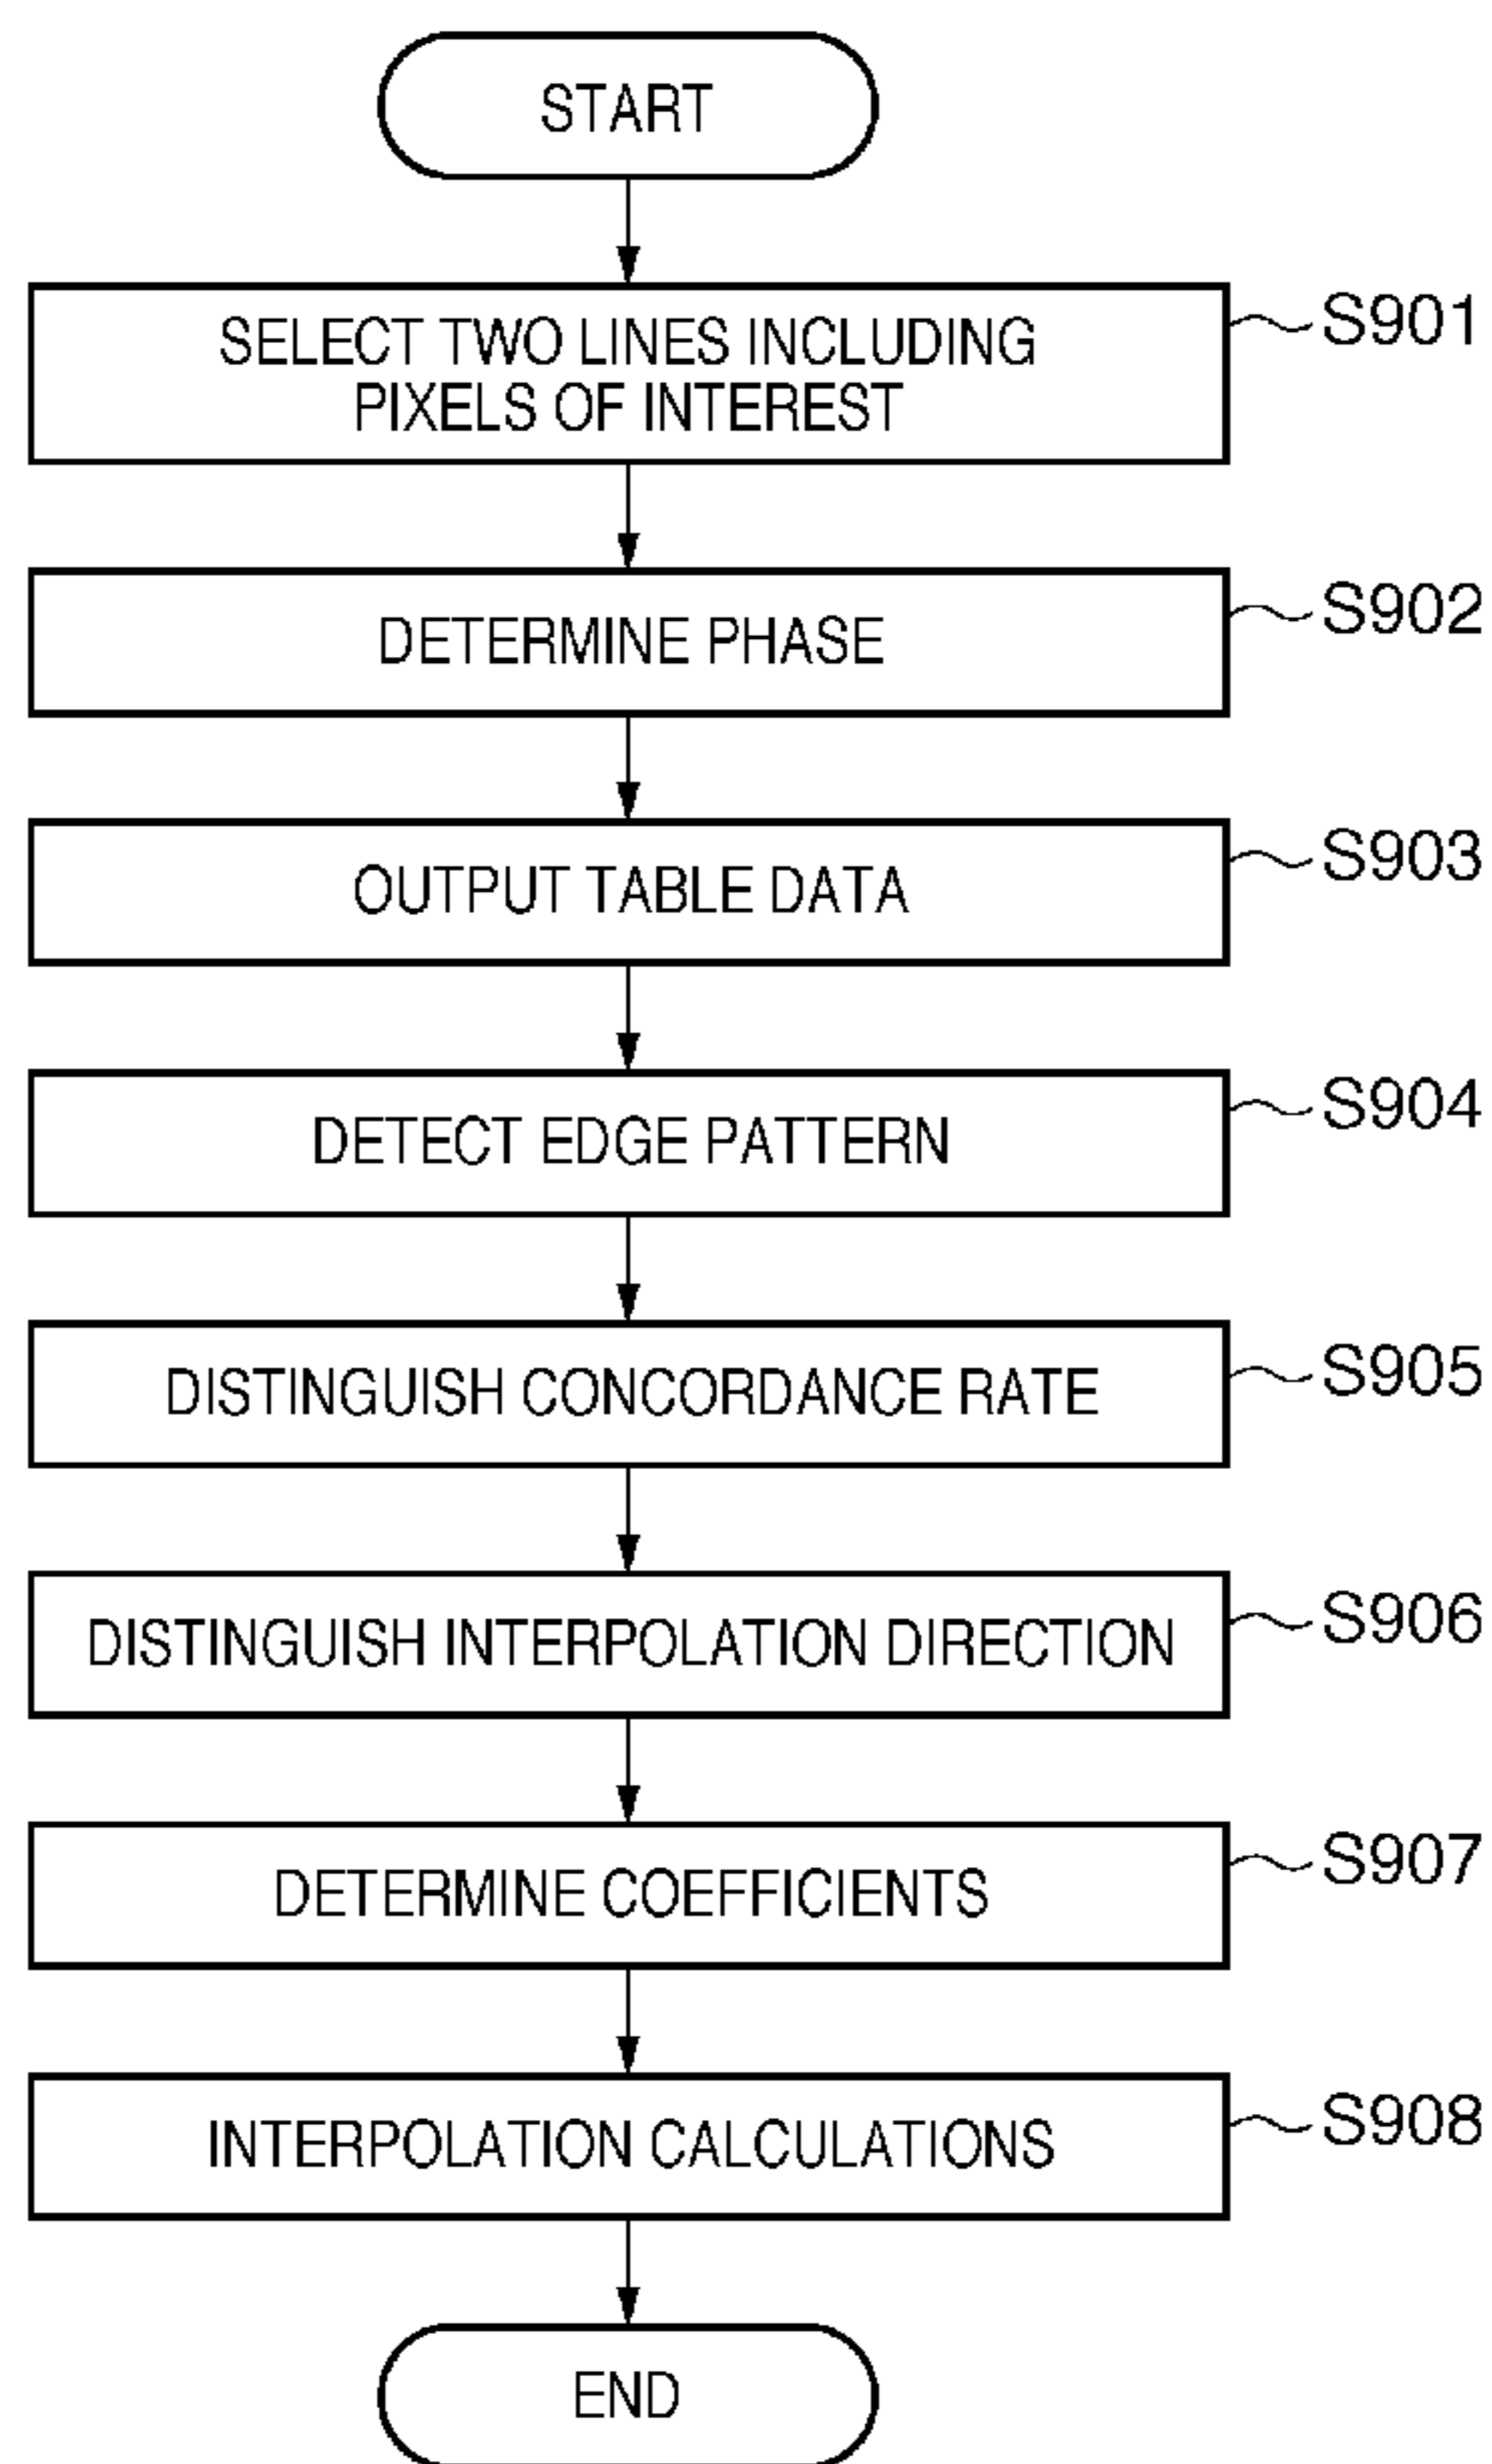 START
SELECT TWO LINES INCLUDING
PIXELS OF INTEREST
S901
DETERMINE PHASE
S902
OUTPUT TABLE DATA
S903
DETECT EDGE PATTERN
S904
DISTINGUISH CONCORDANCE RATE
S905
DISTINGUISH INTERPOLATION DIRECTION
S906
DETERMINE COEFFICIENTS
S907
INTERPOLATION CALCULATIONS
S908
END